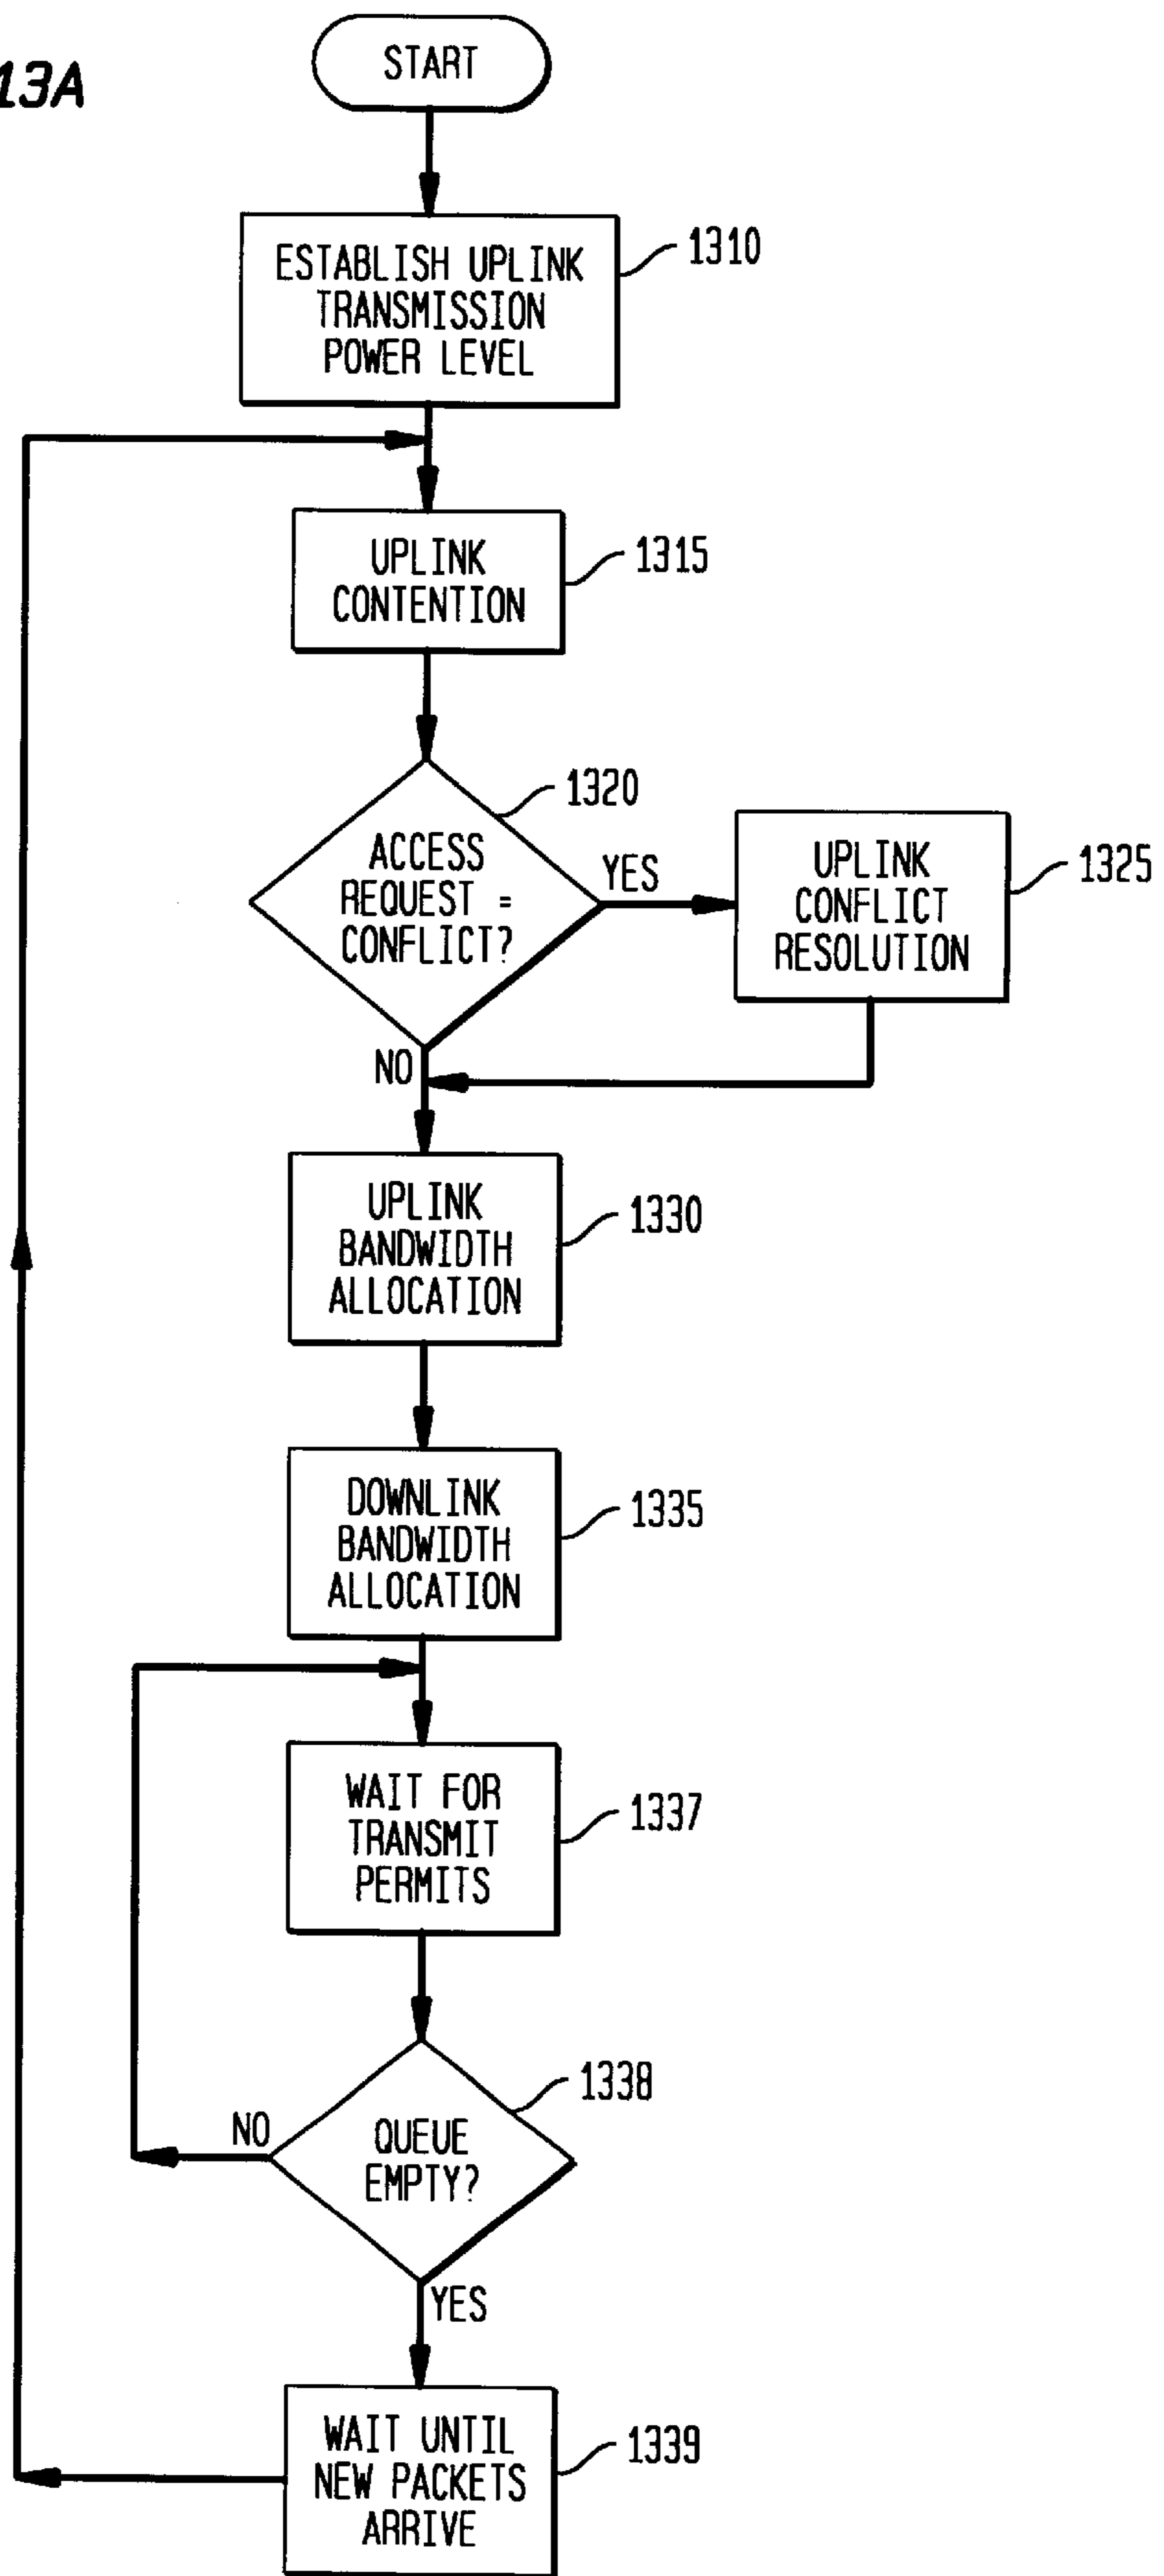 13A
START
ESTABLISH UPLINK
TRANSMISSION
POWER LEVEL
1310
UPLINK
CONTENTION
1315
ACCESS
REQUEST =
CONFLICT?
1320
YES
UPLINK
CONFLICT
RESOLUTION
1325
NO
UPLINK
BANDWIDTH
ALLOCATION
1330
DOWNLINK
BANDWIDTH
ALLOCATION
1335
WAIT FOR
TRANSMIT
PERMITS
1337
QUEUE
EMPTY?
1338
NO
YES
WAIT UNTIL
NEW PACKETS
ARRIVE
1339